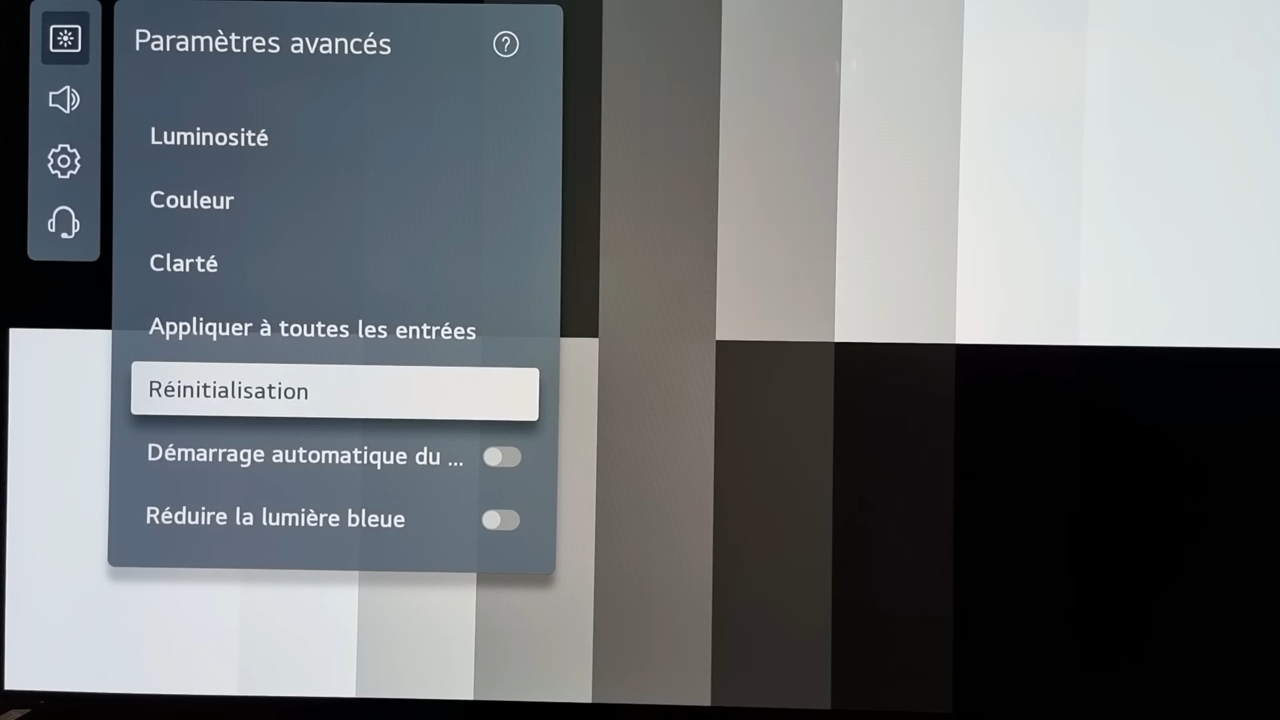 Paramètres avancés
?
Luminosité
Couleur
Clarté
Appliquer à toutes les entrées
Réinitialisation
Démarrage automatique du ...
Réduire la lumière bleue